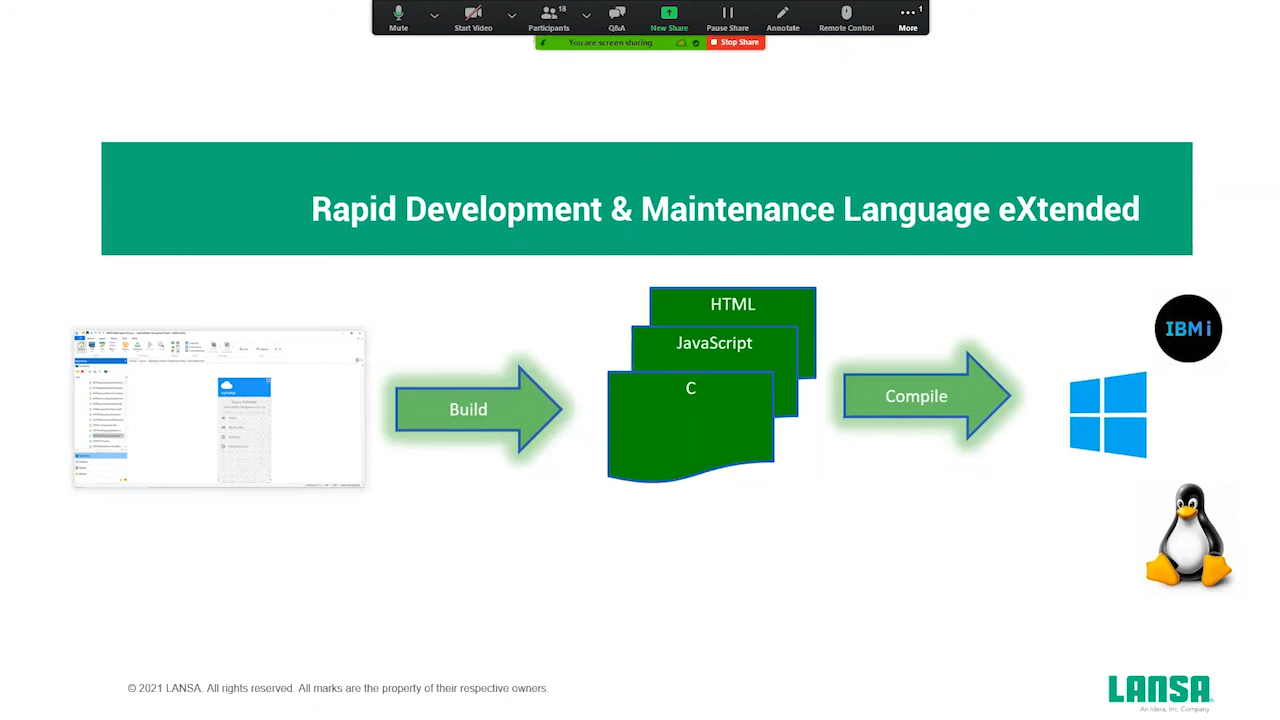 Mute
Start Video
Participants
18
Q&A
New Share
Pause Share
Annotate
Remote Control
More
1
You are screen sharing
Stop Share
Rapid Development & Maintenance Language eXtended
HTML
JavaScript
C
Build
Compile
IBM i
© 2021 LANSA. All rights reserved. All marks are the property of their respective owners.
LANSA
An Idera, Inc. Company